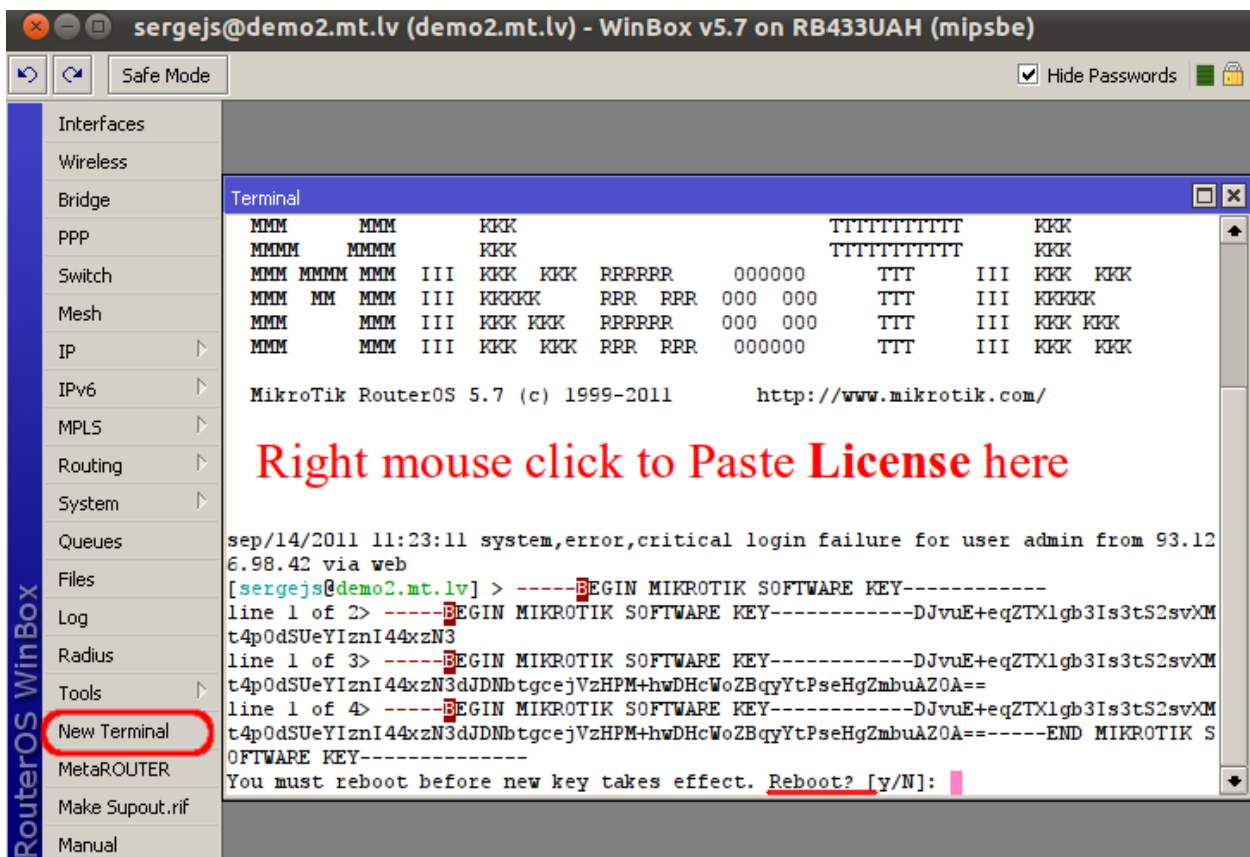 sergejs@demo2.mt.lv (demo2.mt.lv) - WinBox v5.7 on RB433UAH (mipsbe)
Safe Mode
Hide Passwords
RouterOS WinBox
Interfaces
Wireless
Bridge
PPP
Switch
Mesh
IP
IPv6
MPLS
Routing
System
Queues
Files
Log
Radius
Tools
New Terminal
MetaROUTER
Make Supout.rif
Manual
Terminal
MMM      MMM       KKK                          TTTTTTTTTTT      KKK
MMMM    MMMM       KKK                          TTTTTTTTTTT      KKK
MMM MMMM MMM  III  KKK  KKK  RRRRRR     OOOOOO      TTT     III  KKK  KKK
MMM  MM  MMM  III  KKKKK     RRR  RRR  OOO  OOO     TTT     III  KKKKK
MMM      MMM  III  KKK KKK   RRRRRR    OOO  OOO     TTT     III  KKK KKK
MMM      MMM  III  KKK  KKK  RRR  RRR   OOOOOO      TTT     III  KKK  KKK
MikroTik RouterOS 5.7 (c) 1999-2011       http://www.mikrotik.com/
Right mouse click to Paste License here
sep/14/2011 11:23:11 system,error,critical login failure for user admin from 93.12
6.98.42 via web
[sergejs@demo2.mt.lv] > -----BEGIN MIKROTIK SOFTWARE KEY------------
line 1 of 2> -----BEGIN MIKROTIK SOFTWARE KEY------------DJvuE+eqZTXlgb3Is3tS2svXM
t4p0dSUeYIznI44xzN3
line 1 of 3> -----BEGIN MIKROTIK SOFTWARE KEY------------DJvuE+eqZTXlgb3Is3tS2svXM
t4p0dSUeYIznI44xzN3dJDNbtgcejVzHPM+hwDHcWoZBqyYtPseHgZmbuAZ0A==
line 1 of 4> -----BEGIN MIKROTIK SOFTWARE KEY------------DJvuE+eqZTXlgb3Is3tS2svXM
t4p0dSUeYIznI44xzN3dJDNbtgcejVzHPM+hwDHcWoZBqyYtPseHgZmbuAZ0A==-----END MIKROTIK S
OFTWARE KEY--------------
You must reboot before new key takes effect. Reboot? [y/N]: